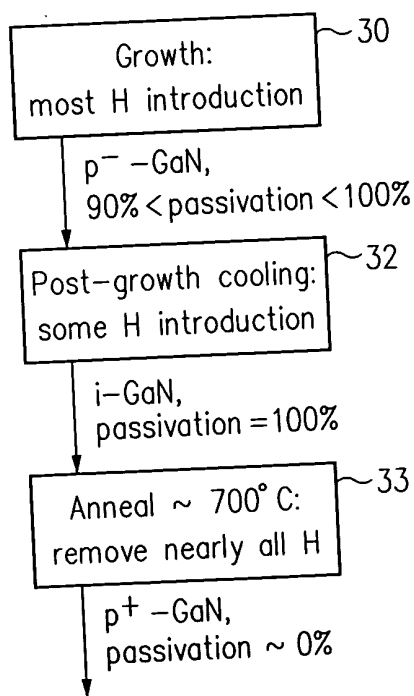 30
Growth:
most H introduction
p⁻ -GaN,
90% < passivation < 100%
32
Post-growth cooling:
some H introduction
i-GaN,
passivation = 100%
33
Anneal ~ 700° C:
remove nearly all H
p⁺ -GaN,
passivation ~ 0%